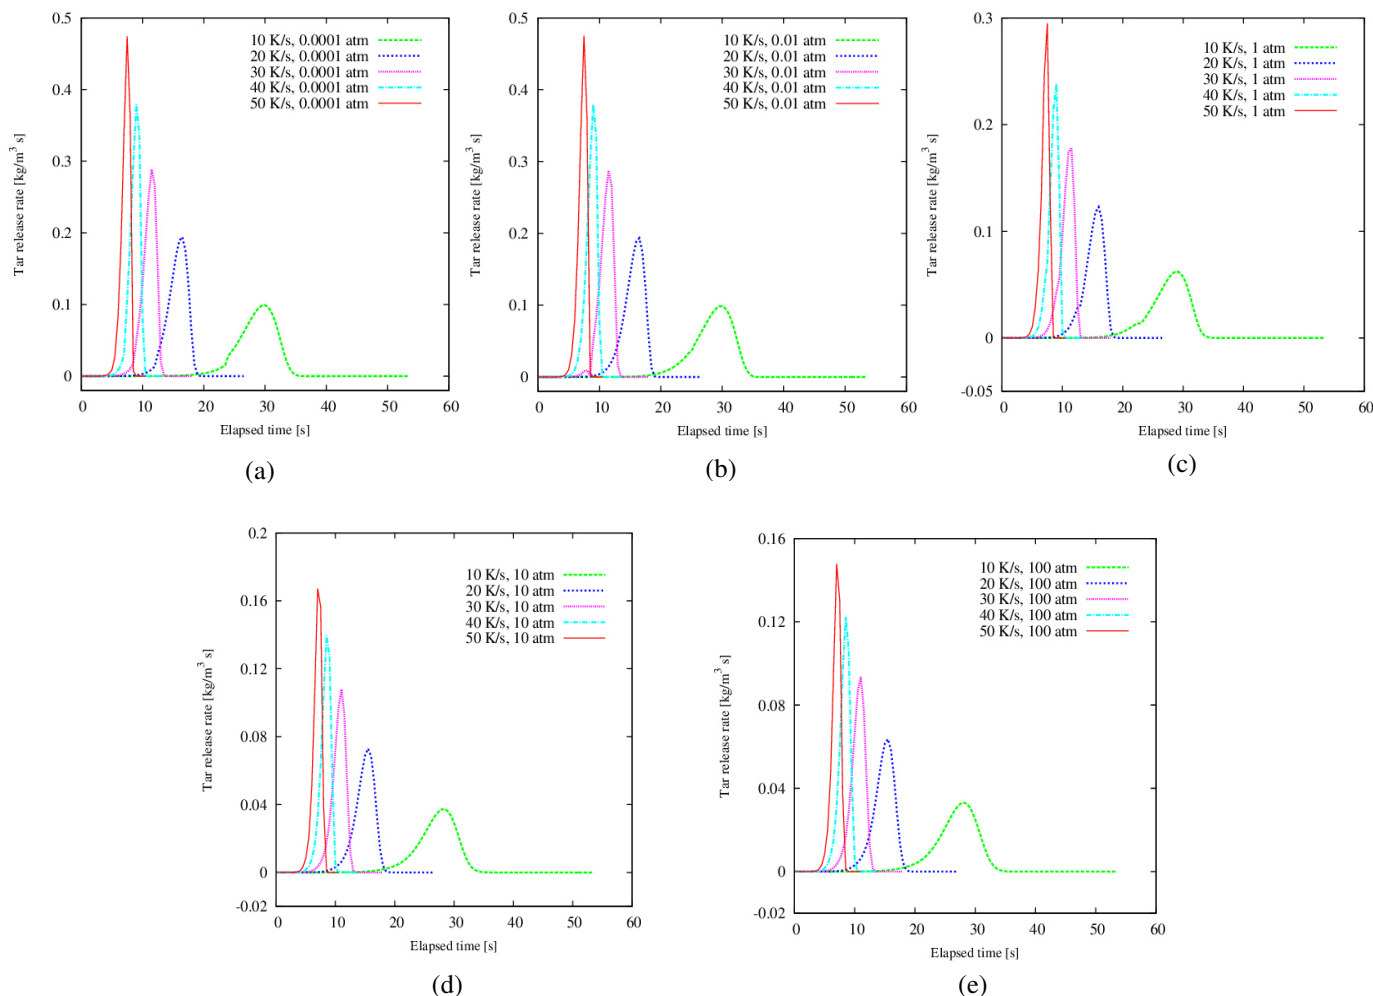 0.5
0.4
0.3
0.2
0.1
0
Tar release rate [kg/m³ s]
10 K/s, 0.0001 atm
20 K/s, 0.0001 atm
30 K/s, 0.0001 atm
40 K/s, 0.0001 atm
50 K/s, 0.0001 atm
0 10 20 30 40 50 60
Elapsed time [s]
(a)
0.5
0.4
0.3
0.2
0.1
0
Tar release rate [kg/m³ s]
10 K/s, 0.01 atm
20 K/s, 0.01 atm
30 K/s, 0.01 atm
40 K/s, 0.01 atm
50 K/s, 0.01 atm
0 10 20 30 40 50 60
Elapsed time [s]
(b)
0.3
0.2
0.1
0
-0.05
Tar release rate [kg/m³ s]
10 K/s, 1 atm
20 K/s, 1 atm
30 K/s, 1 atm
40 K/s, 1 atm
50 K/s, 1 atm
0 10 20 30 40 50 60
Elapsed time [s]
(c)
0.2
0.16
0.12
0.08
0.04
0
-0.02
Tar release rate [kg/m³ s]
10 K/s, 10 atm
20 K/s, 10 atm
30 K/s, 10 atm
40 K/s, 10 atm
50 K/s, 10 atm
0 10 20 30 40 50 60
Elapsed time [s]
(d)
0.16
0.12
0.08
0.04
0
-0.02
Tar release rate [kg/m³ s]
10 K/s, 100 atm
20 K/s, 100 atm
30 K/s, 100 atm
40 K/s, 100 atm
50 K/s, 100 atm
0 10 20 30 40 50 60
Elapsed time [s]
(e)